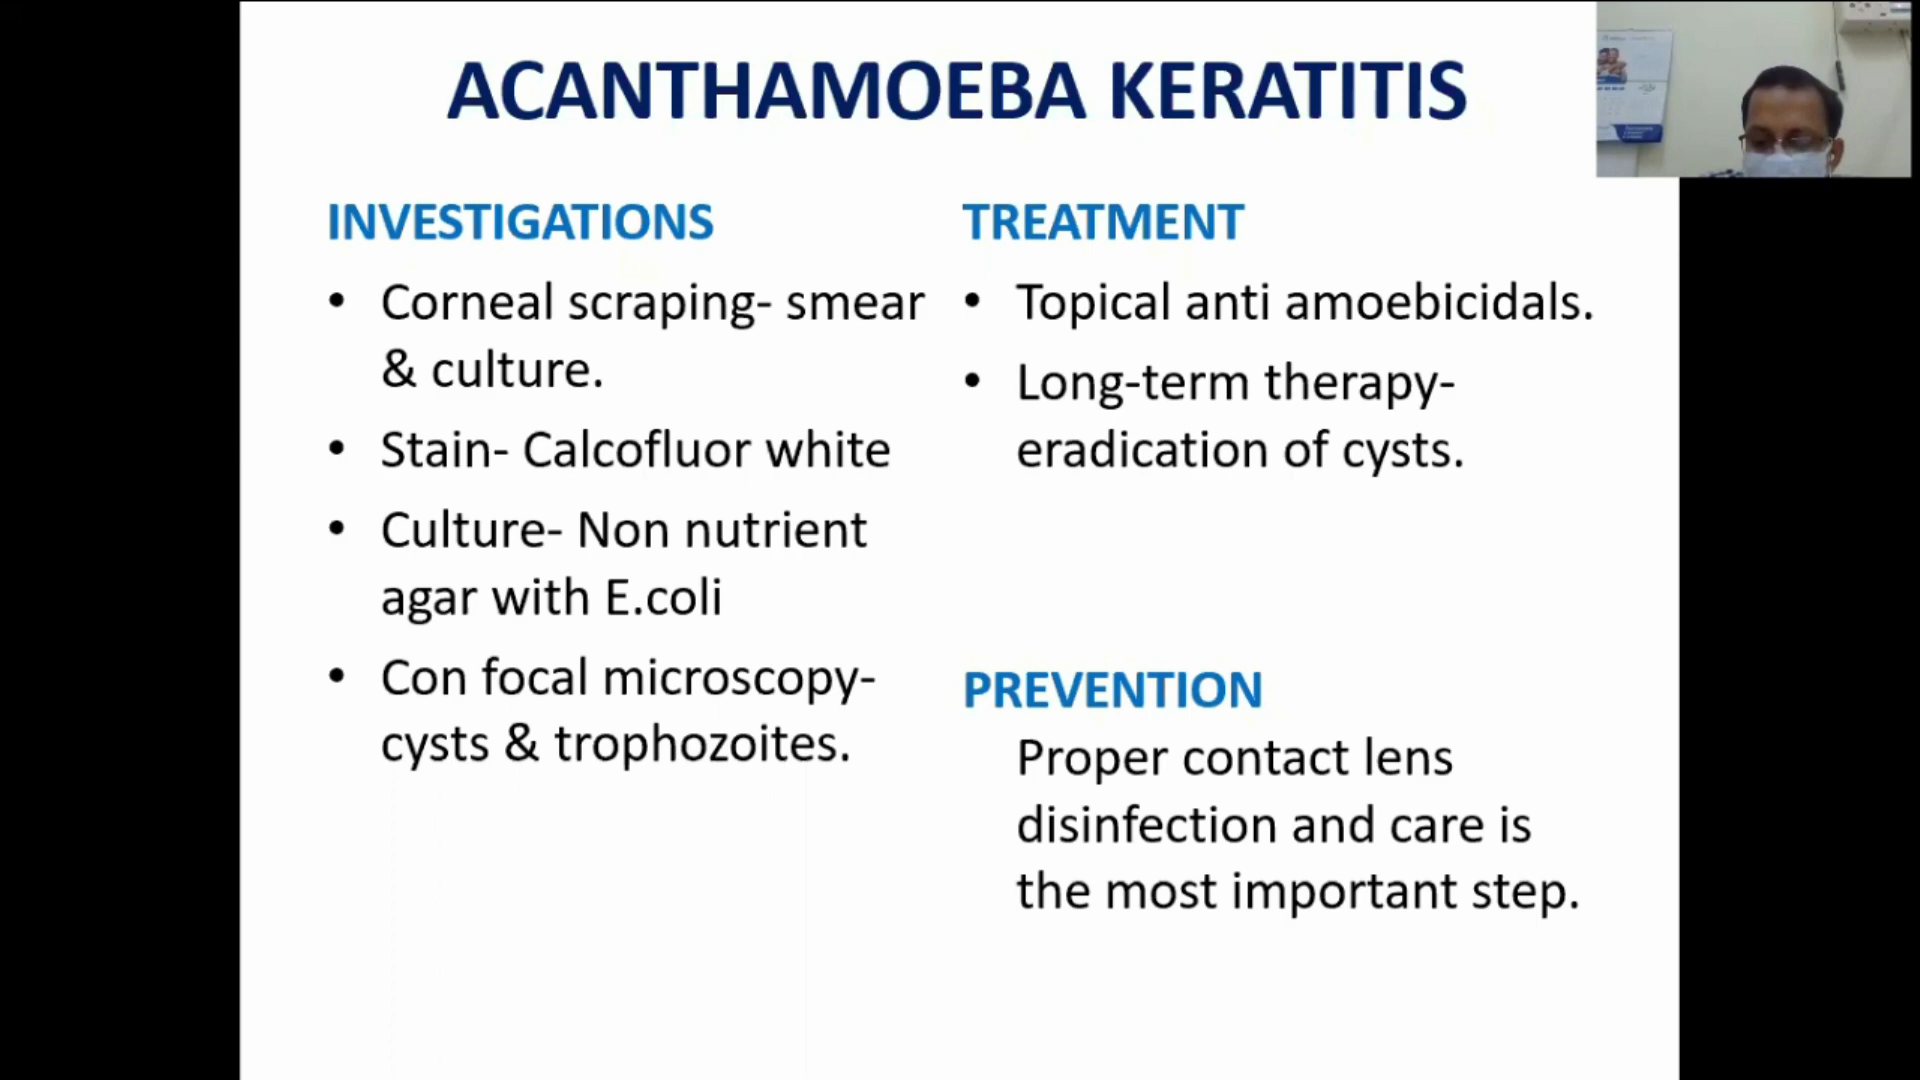 ACANTHAMOEBA KERATITIS
INVESTIGATIONS
• Corneal scraping- smear
& culture.
• Stain- Calcofluor white
• Culture- Non nutrient
agar with E.coli
• Con focal microscopy-
cysts & trophozoites.
TREATMENT
• Topical anti amoebicidals.
• Long-term therapy-
eradication of cysts.
PREVENTION
Proper contact lens
disinfection and care is
the most important step.